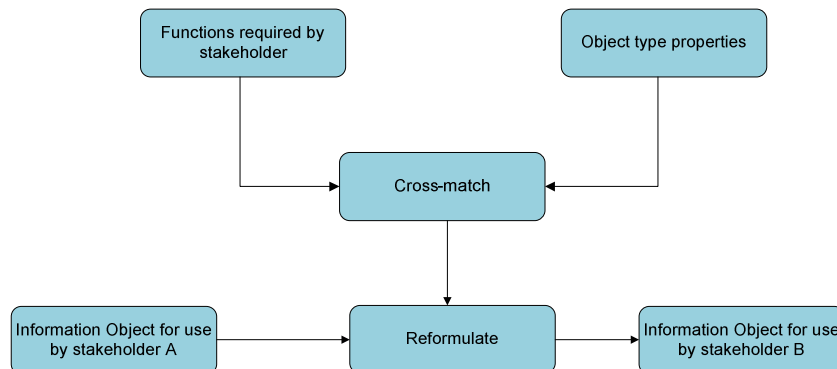 Functions required by
stakeholder
Object type properties
Cross-match
Information Object for use
by stakeholder A
Reformulate
Information Object for use
by stakeholder B